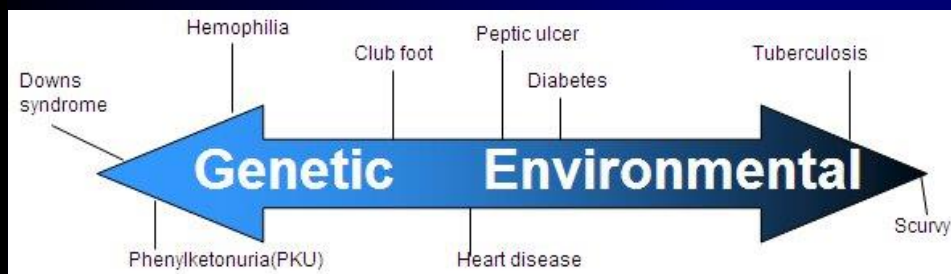 Hemophilia
Peptic ulcer
Club foot
Tuberculosis
Downs
syndrome
Diabetes
Genetic Environmental
Scurvy
Phenylketonuria(PKU)
Heart disease